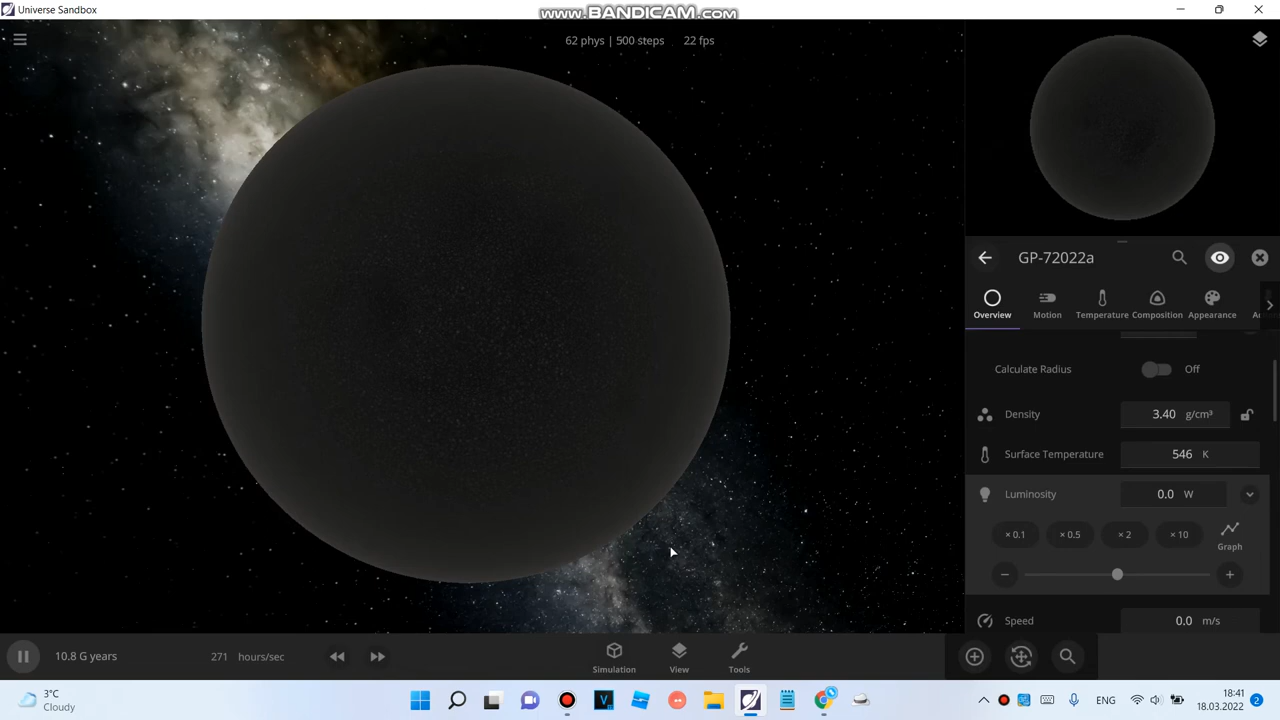 Universe Sandbox
www.BANDICAM.com
62 phys | 500 steps 22 fps
GP-72022a
Overview Motion Temperature Composition Appearance
Calculate Radius Off
Density 3.40 g/cm³
Surface Temperature 546 K
Luminosity 0.0 W
× 0.1 × 0.5 × 2 × 10 Graph
Speed 0.0 m/s
10.8 G years 271 hours/sec
Simulation View Tools
3°C
Cloudy
ENG
18:41
18.03.2022
2